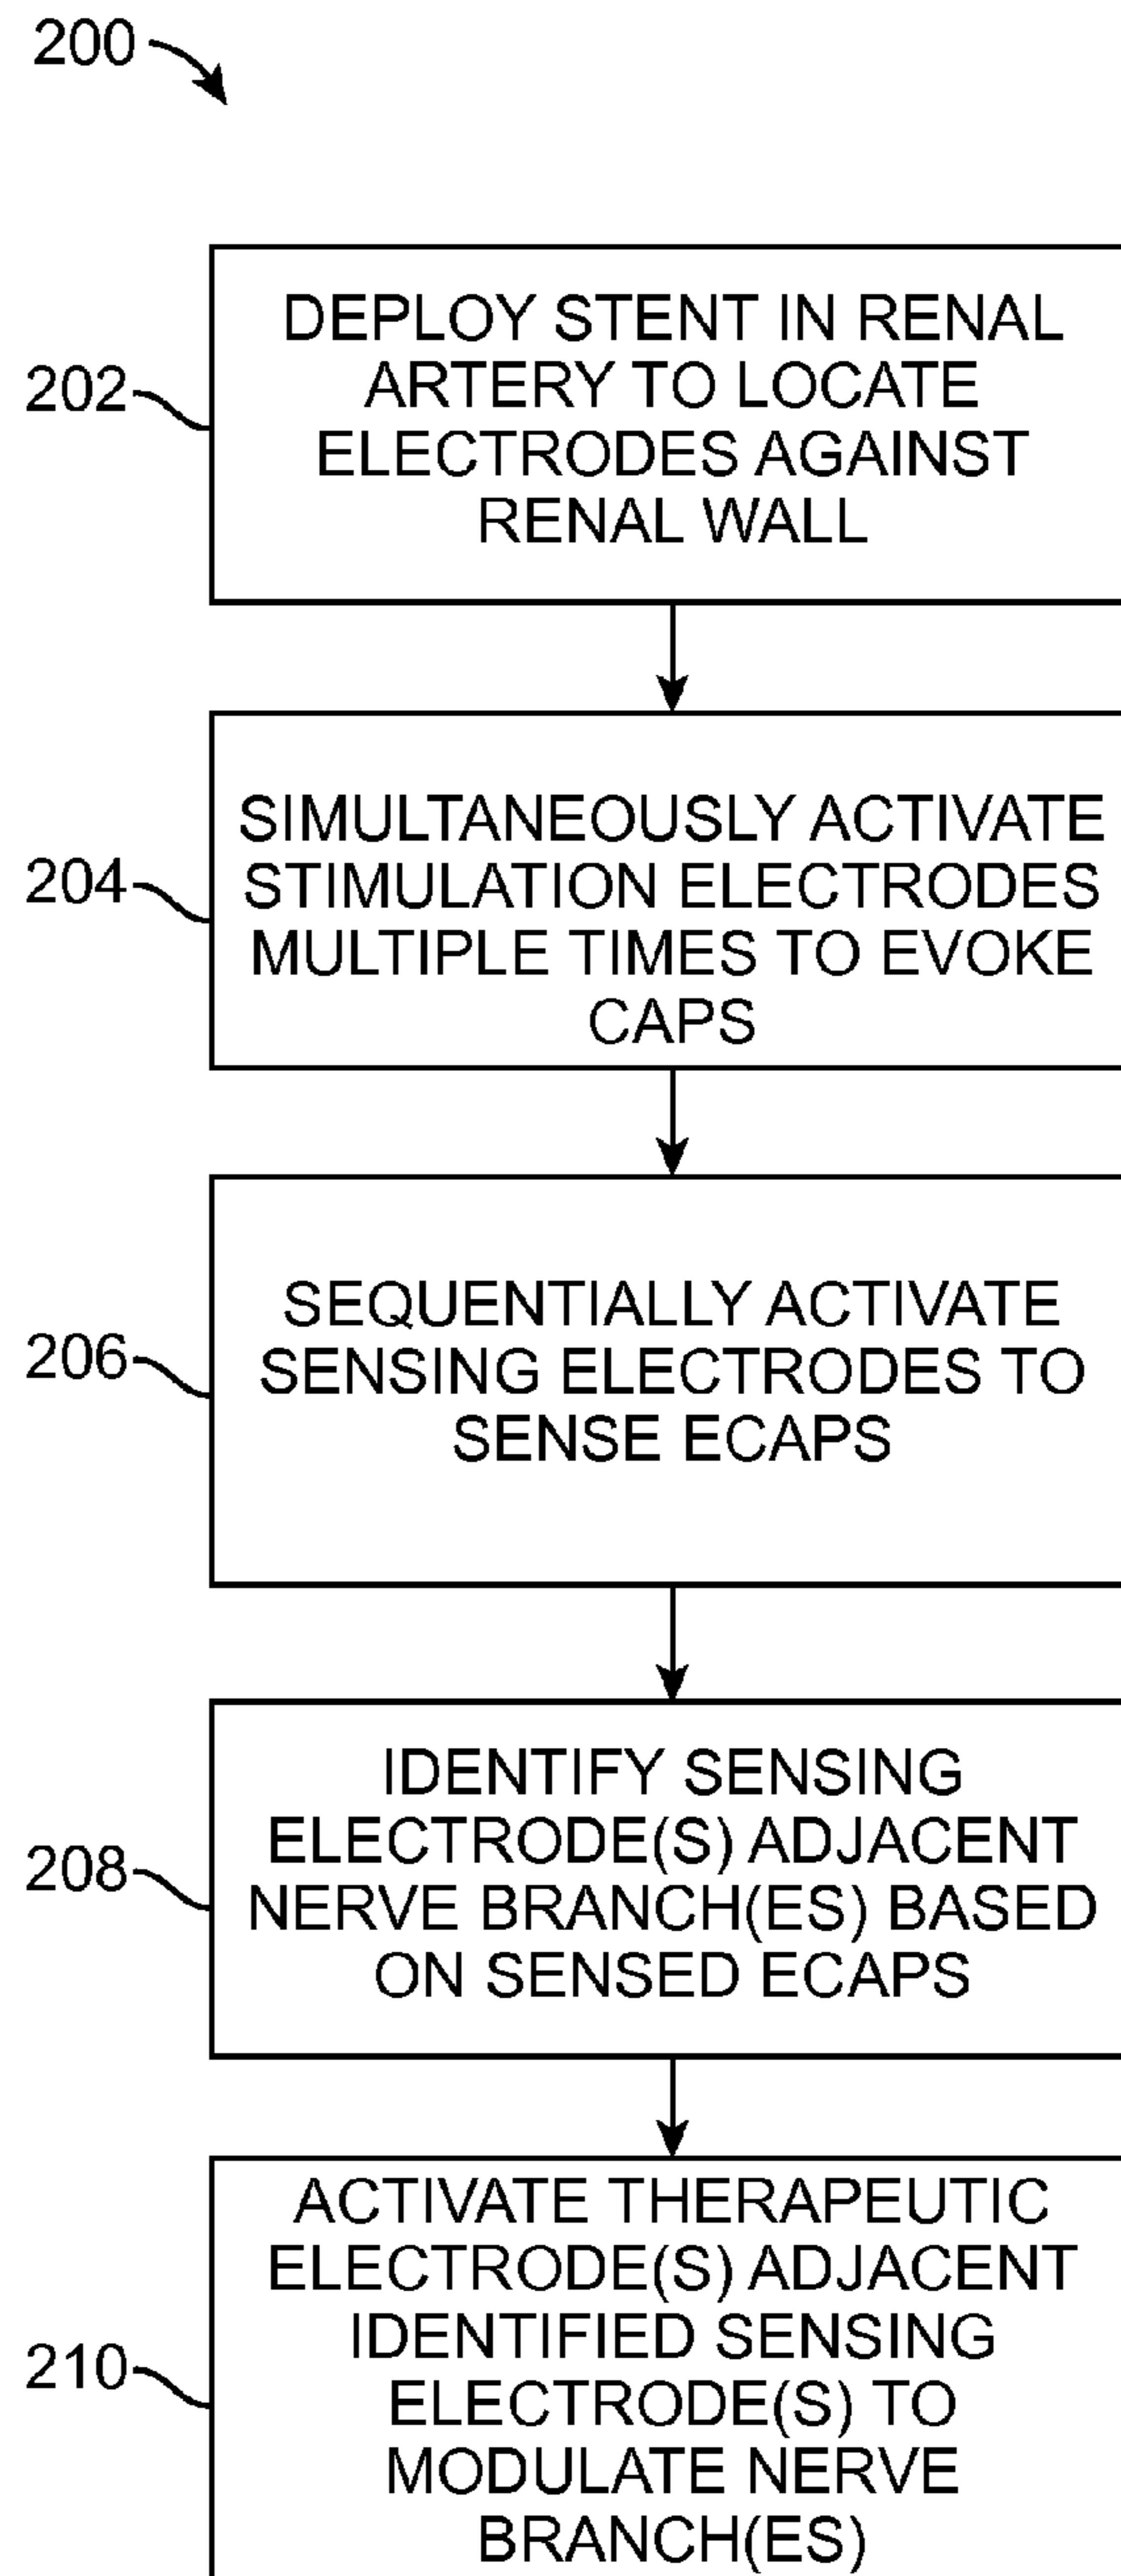 200
202
DEPLOY STENT IN RENAL
ARTERY TO LOCATE
ELECTRODES AGAINST
RENAL WALL
204
SIMULTANEOUSLY ACTIVATE
STIMULATION ELECTRODES
MULTIPLE TIMES TO EVOKE
CAPS
206
SEQUENTIALLY ACTIVATE
SENSING ELECTRODES TO
SENSE ECAPS
208
IDENTIFY SENSING
ELECTRODE(S) ADJACENT
NERVE BRANCH(ES) BASED
ON SENSED ECAPS
210
ACTIVATE THERAPEUTIC
ELECTRODE(S) ADJACENT
IDENTIFIED SENSING
ELECTRODE(S) TO
MODULATE NERVE
BRANCH(ES)